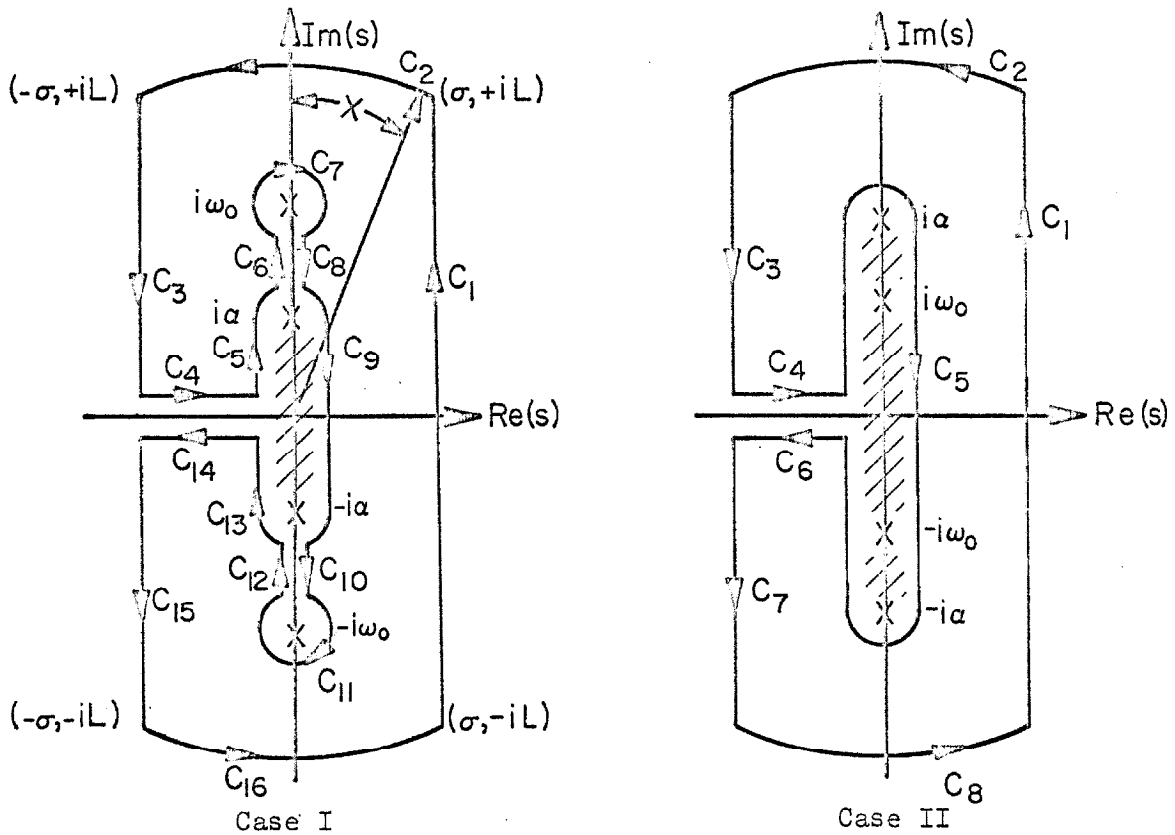 Im(s)
C₂
(-σ,+iL)
(σ,+iL)
X
C₇
iω₀
C₆
C₈
C₃
C₁
iα
C₅
C₉
C₄
Re(s)
C₁₄
-iα
C₁₃
C₁₂
C₁₀
C₁₅
-iω₀
C₁₁
(-σ,-iL)
(σ,-iL)
C₁₆
Case I
Im(s)
C₂
iα
C₁
C₃
iω₀
C₄
C₅
Re(s)
C₆
-iω₀
C₇
-iα
C₈
Case II